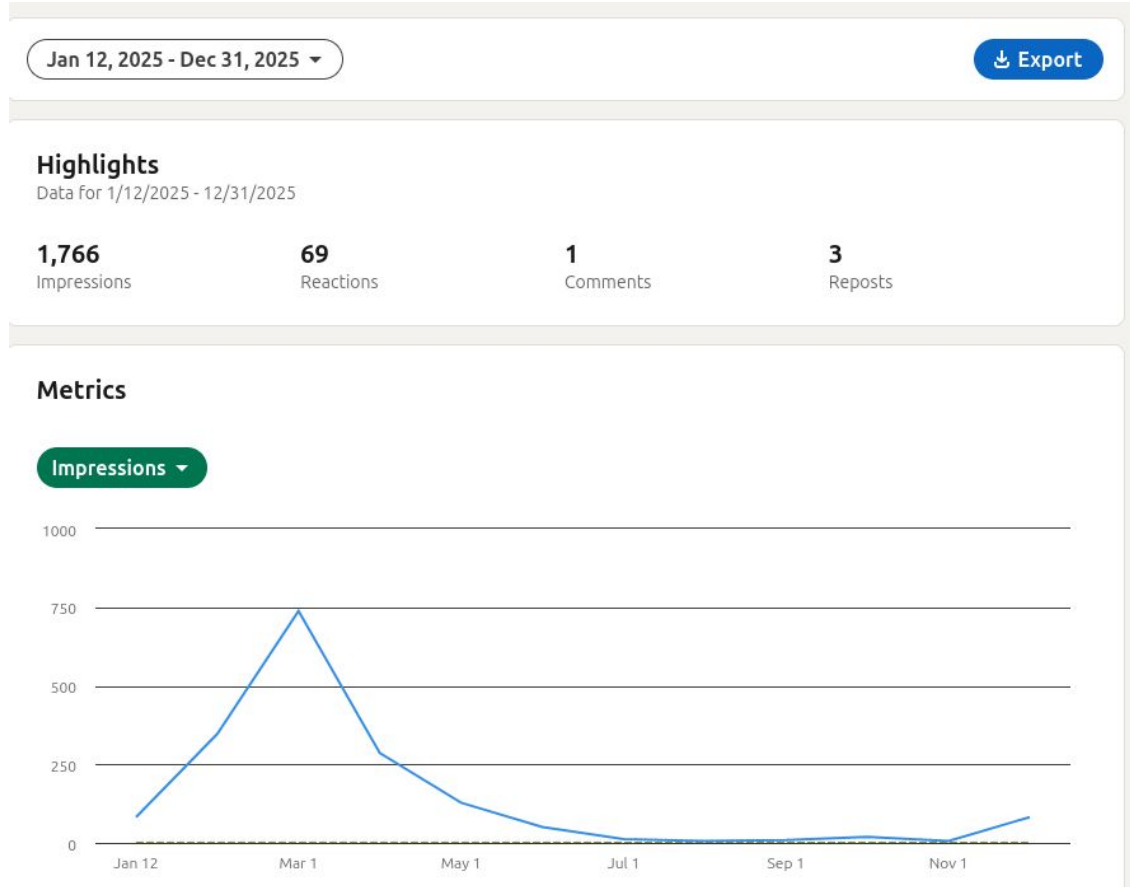 Jan 12, 2025 - Dec 31, 2025
Export
Highlights
Data for 1/12/2025 - 12/31/2025
1,766 69 1 3
Impressions Reactions Comments Reposts
Metrics
Impressions
1000
750
500
250
0
Jan 12 Mar 1 May 1 Jul 1 Sep 1 Nov 1